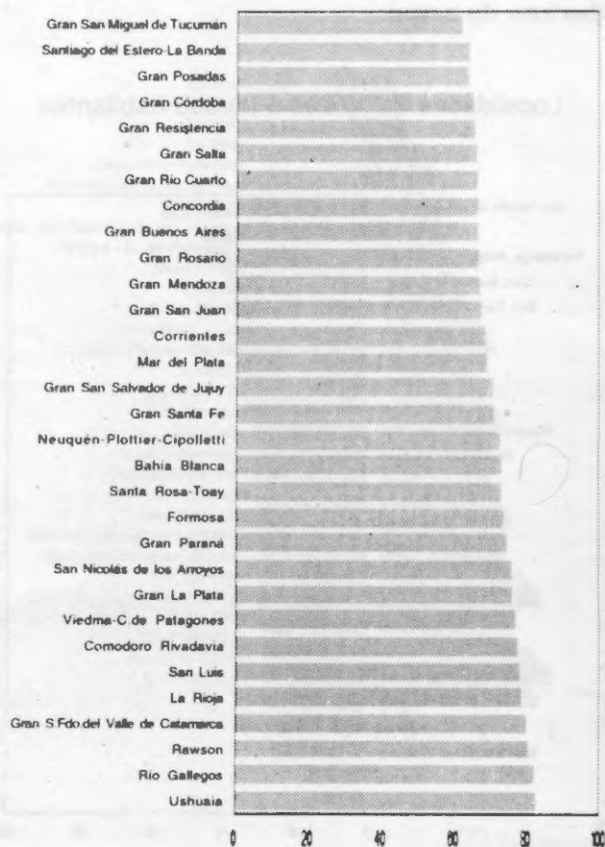 Gran San Miguel de Tucumán
Santiago del Estero-La Banda
Gran Posadas
Gran Córdoba
Gran Resistencia
Gran Salta
Gran Río Cuarto
Concordia
Gran Buenos Aires
Gran Rosario
Gran Mendoza
Gran San Juan
Corrientes
Mar del Plata
Gran San Salvador de Jujuy
Gran Santa Fe
Neuquén-Plottier-Cipolletti
Bahía Blanca
Santa Rosa-Toay
Formosa
Gran Paraná
San Nicolás de los Arroyos
Gran La Plata
Viedma-C.de Patagones
Comodoro Rivadavia
San Luis
La Rioja
Gran S.Fdo.del Valle de Catamarca
Rawson
Río Gallegos
Ushuaia
0 20 40 60 80 100